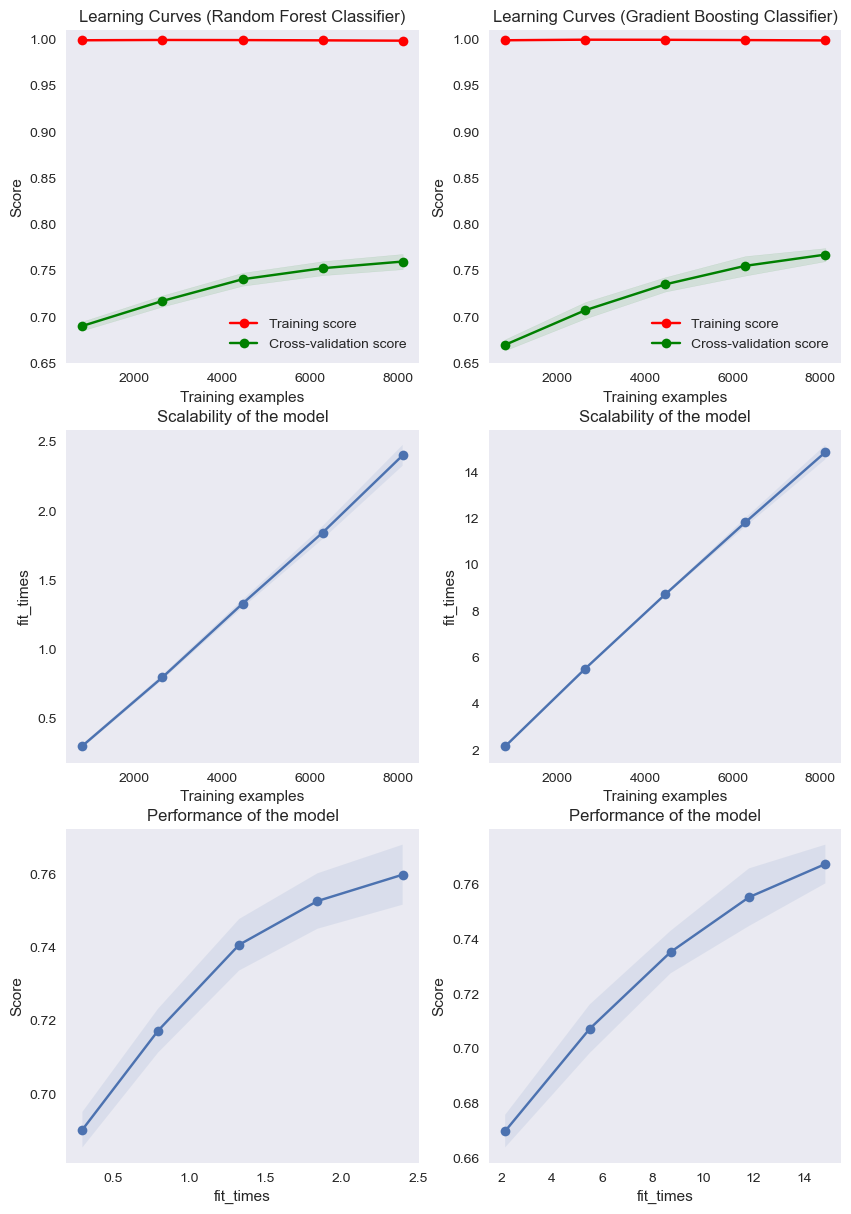 Learning Curves (Random Forest Classifier)
1.00
0.95
0.90
0.85
0.80
0.75
0.70
0.65
Score
Training score
Cross-validation score
2000 4000 6000 8000
Training examples
Learning Curves (Gradient Boosting Classifier)
1.00
0.95
0.90
0.85
0.80
0.75
0.70
0.65
Score
Training score
Cross-validation score
2000 4000 6000 8000
Training examples
Scalability of the model
2.5
2.0
1.5
1.0
0.5
fit_times
2000 4000 6000 8000
Training examples
Scalability of the model
14
12
10
8
6
4
2
fit_times
2000 4000 6000 8000
Training examples
Performance of the model
0.76
0.74
0.72
0.70
Score
0.5 1.0 1.5 2.0 2.5
fit_times
Performance of the model
0.76
0.74
0.72
0.70
0.68
0.66
Score
2 4 6 8 10 12 14
fit_times